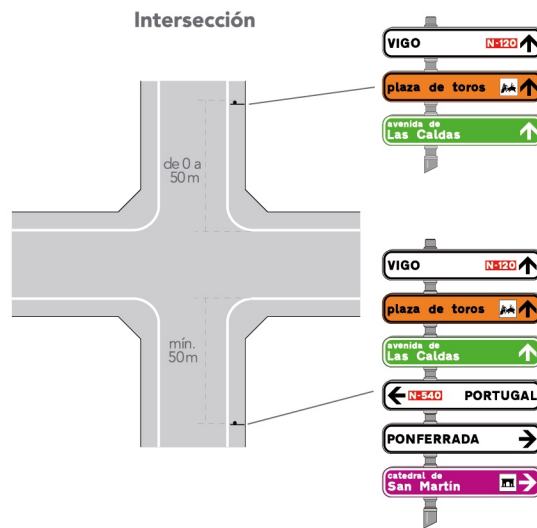 Intersección
VIGO N-120
plaza de toros
avenida de
Las Caldas
de 0 a
50 m
mín.
50 m
VIGO N-120
plaza de toros
avenida de
Las Caldas
N-540 PORTUGAL
PONFERRADA
catedral de
San Martín